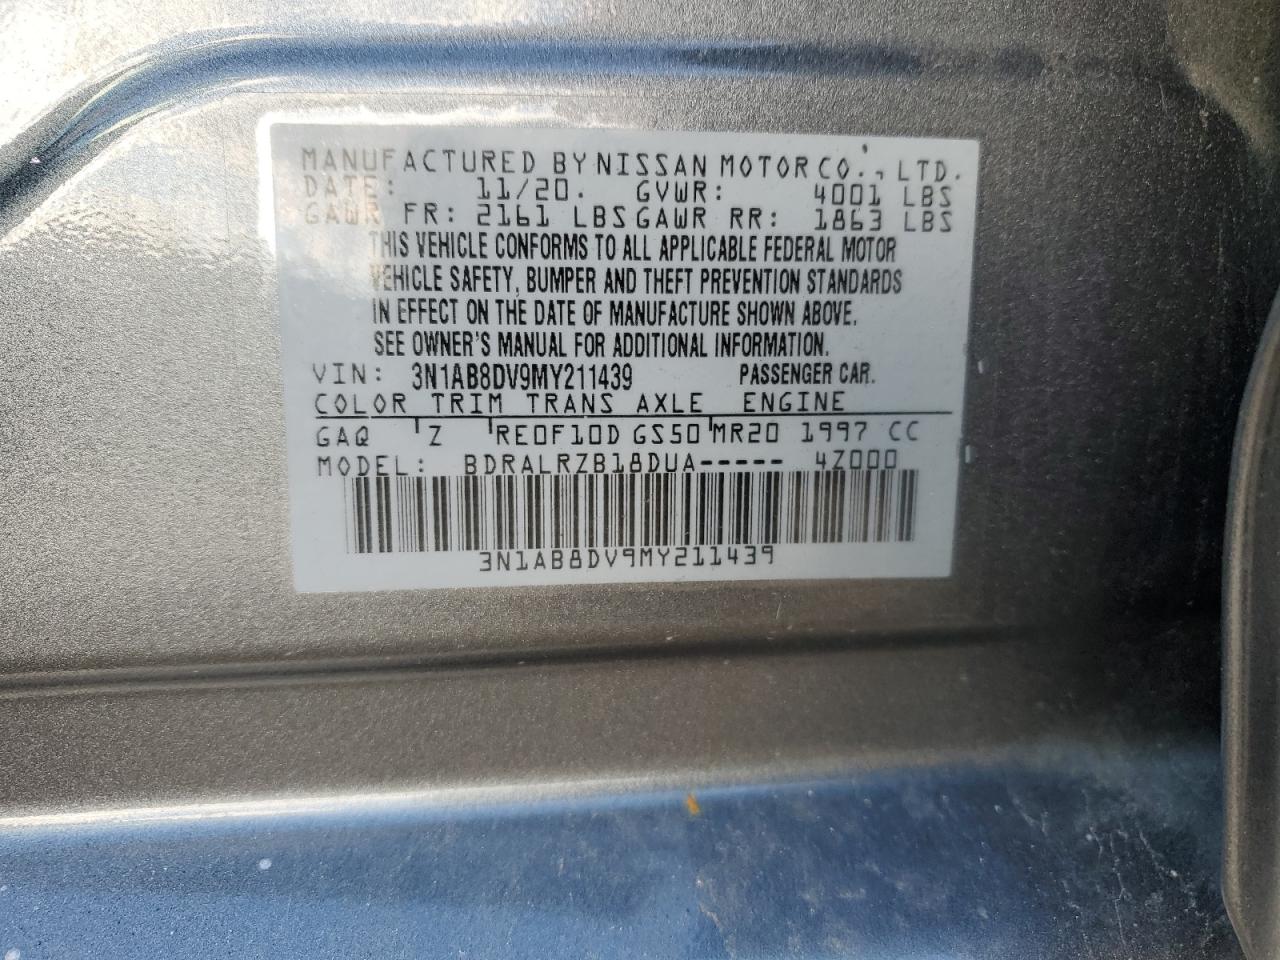 MANUFACTURED BY NISSAN MOTOR CO., LTD.
DATE: 11/20. GVWR: 4001 LBS
GAWR FR: 2161 LBS GAWR RR: 1863 LBS
THIS VEHICLE CONFORMS TO ALL APPLICABLE FEDERAL MOTOR
VEHICLE SAFETY, BUMPER AND THEFT PREVENTION STANDARDS
IN EFFECT ON THE DATE OF MANUFACTURE SHOWN ABOVE.
SEE OWNER'S MANUAL FOR ADDITIONAL INFORMATION.
VIN: 3N1AB8DV9MY211439 PASSENGER CAR.
COLOR TRIM TRANS AXLE ENGINE
GAQ Z RE0F10D GS50 MR20 1997 CC
MODEL: BDRALRZB18DUA----- 4Z000
3N1AB8DV9MY211439